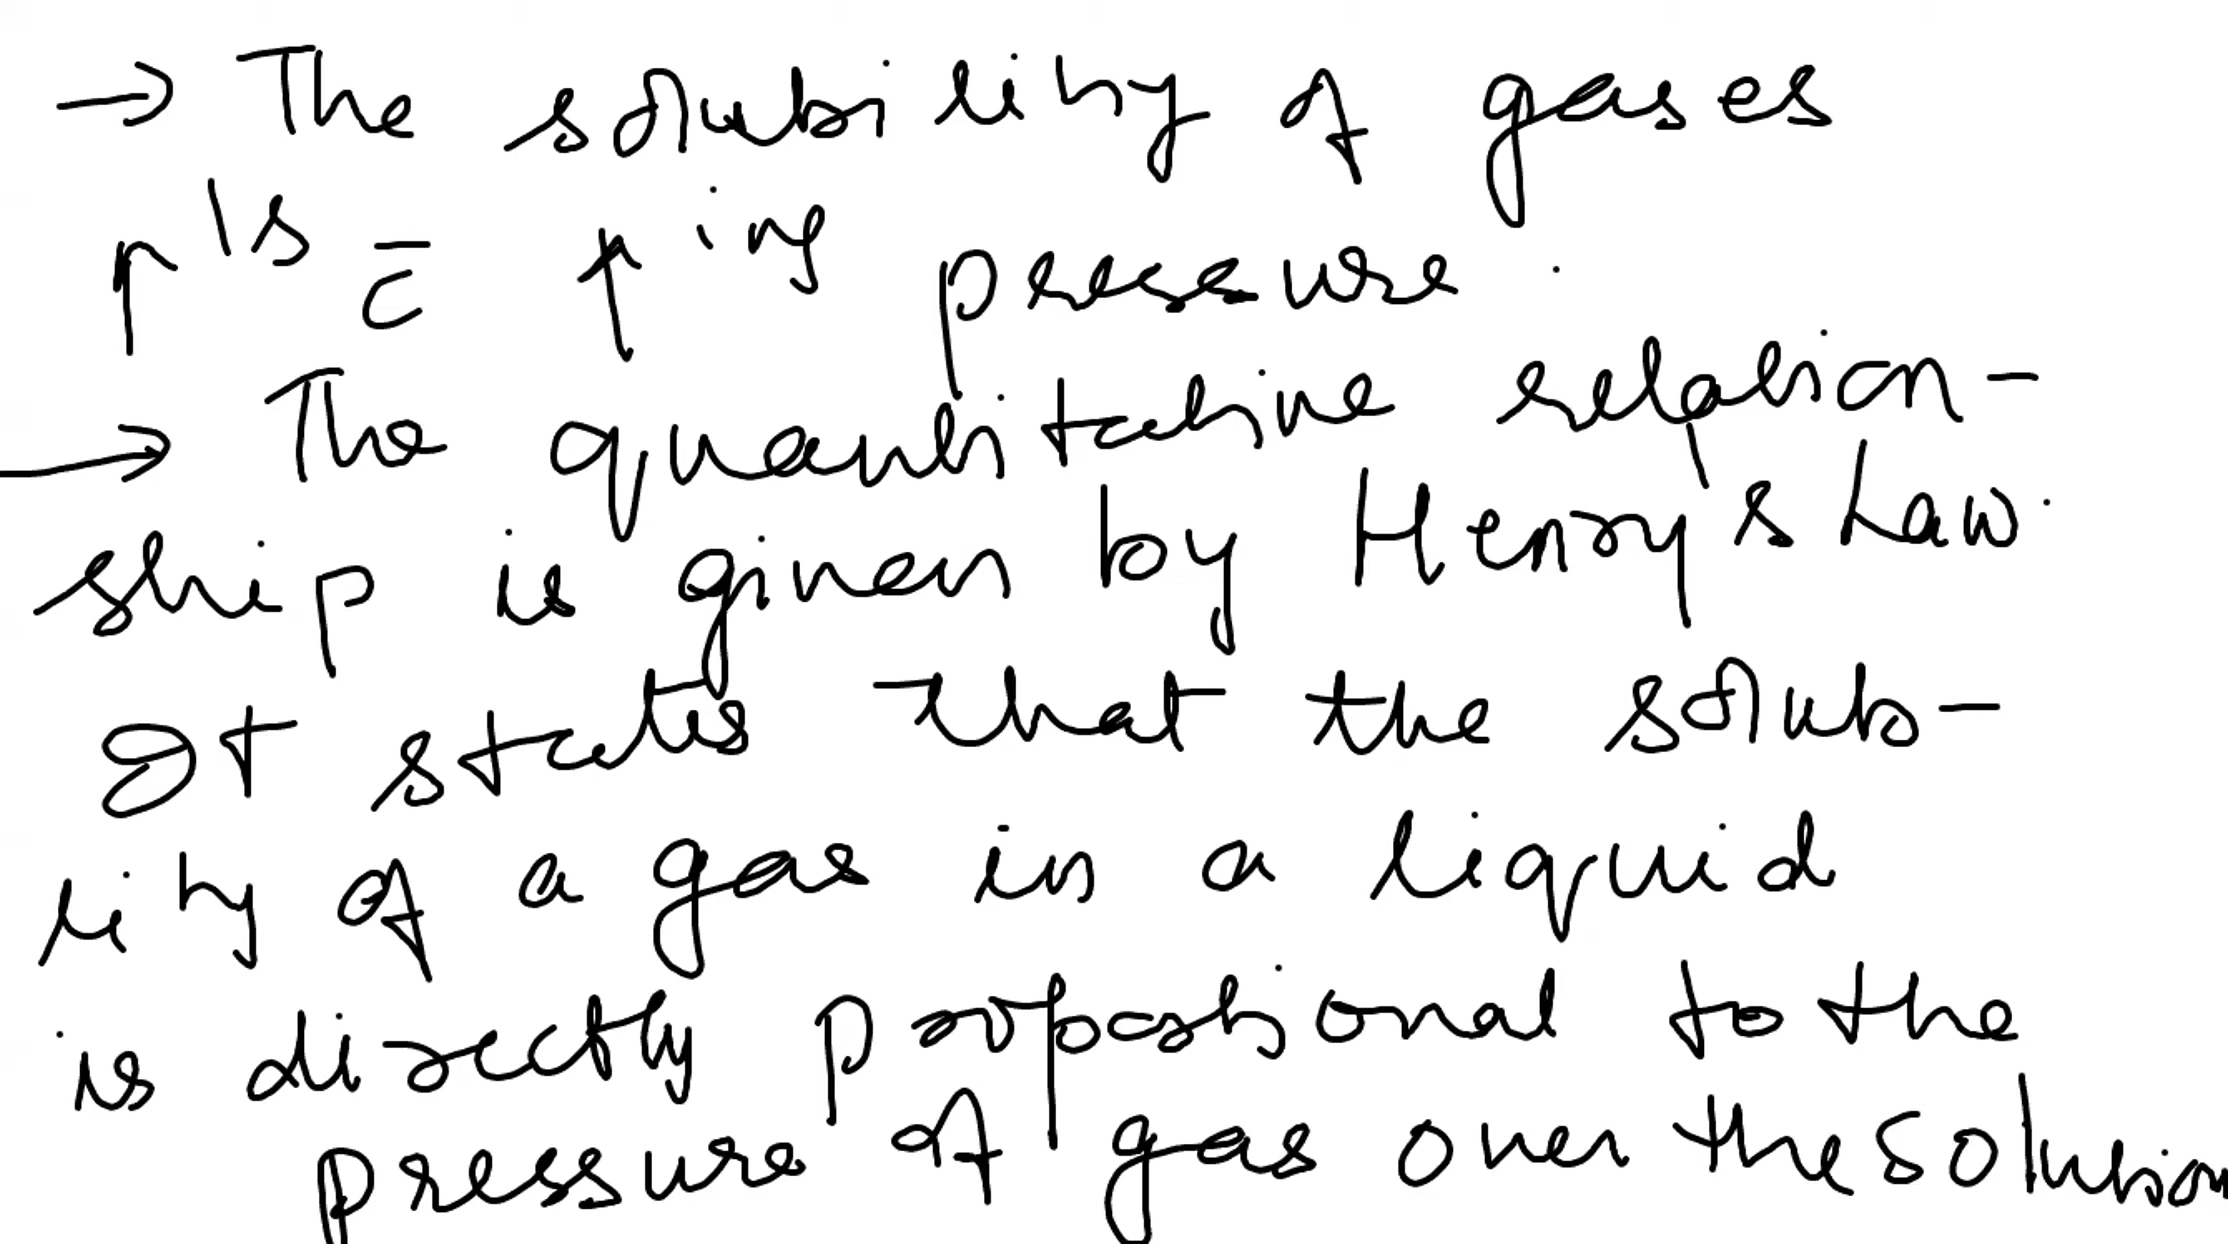 → The solubility of gases
↑'s c̄ ↑ing pressure.
→ The quantitative relation-
ship is given by Henry's Law.
It states that the solub-
lity of a gas in a liquid
is directly proportional to the
pressure of gas over the solution